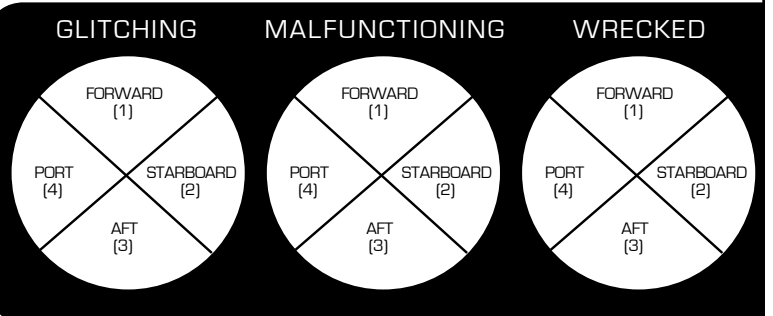 GLITCHING MALFUNCTIONING WRECKED
FORWARD FORWARD FORWARD
(1) (1) (1)
PORT STARBOARD PORT STARBOARD PORT STARBOARD
(4) (2) (4) (2) (4) (2)
AFT AFT AFT
(3) (3) (3)